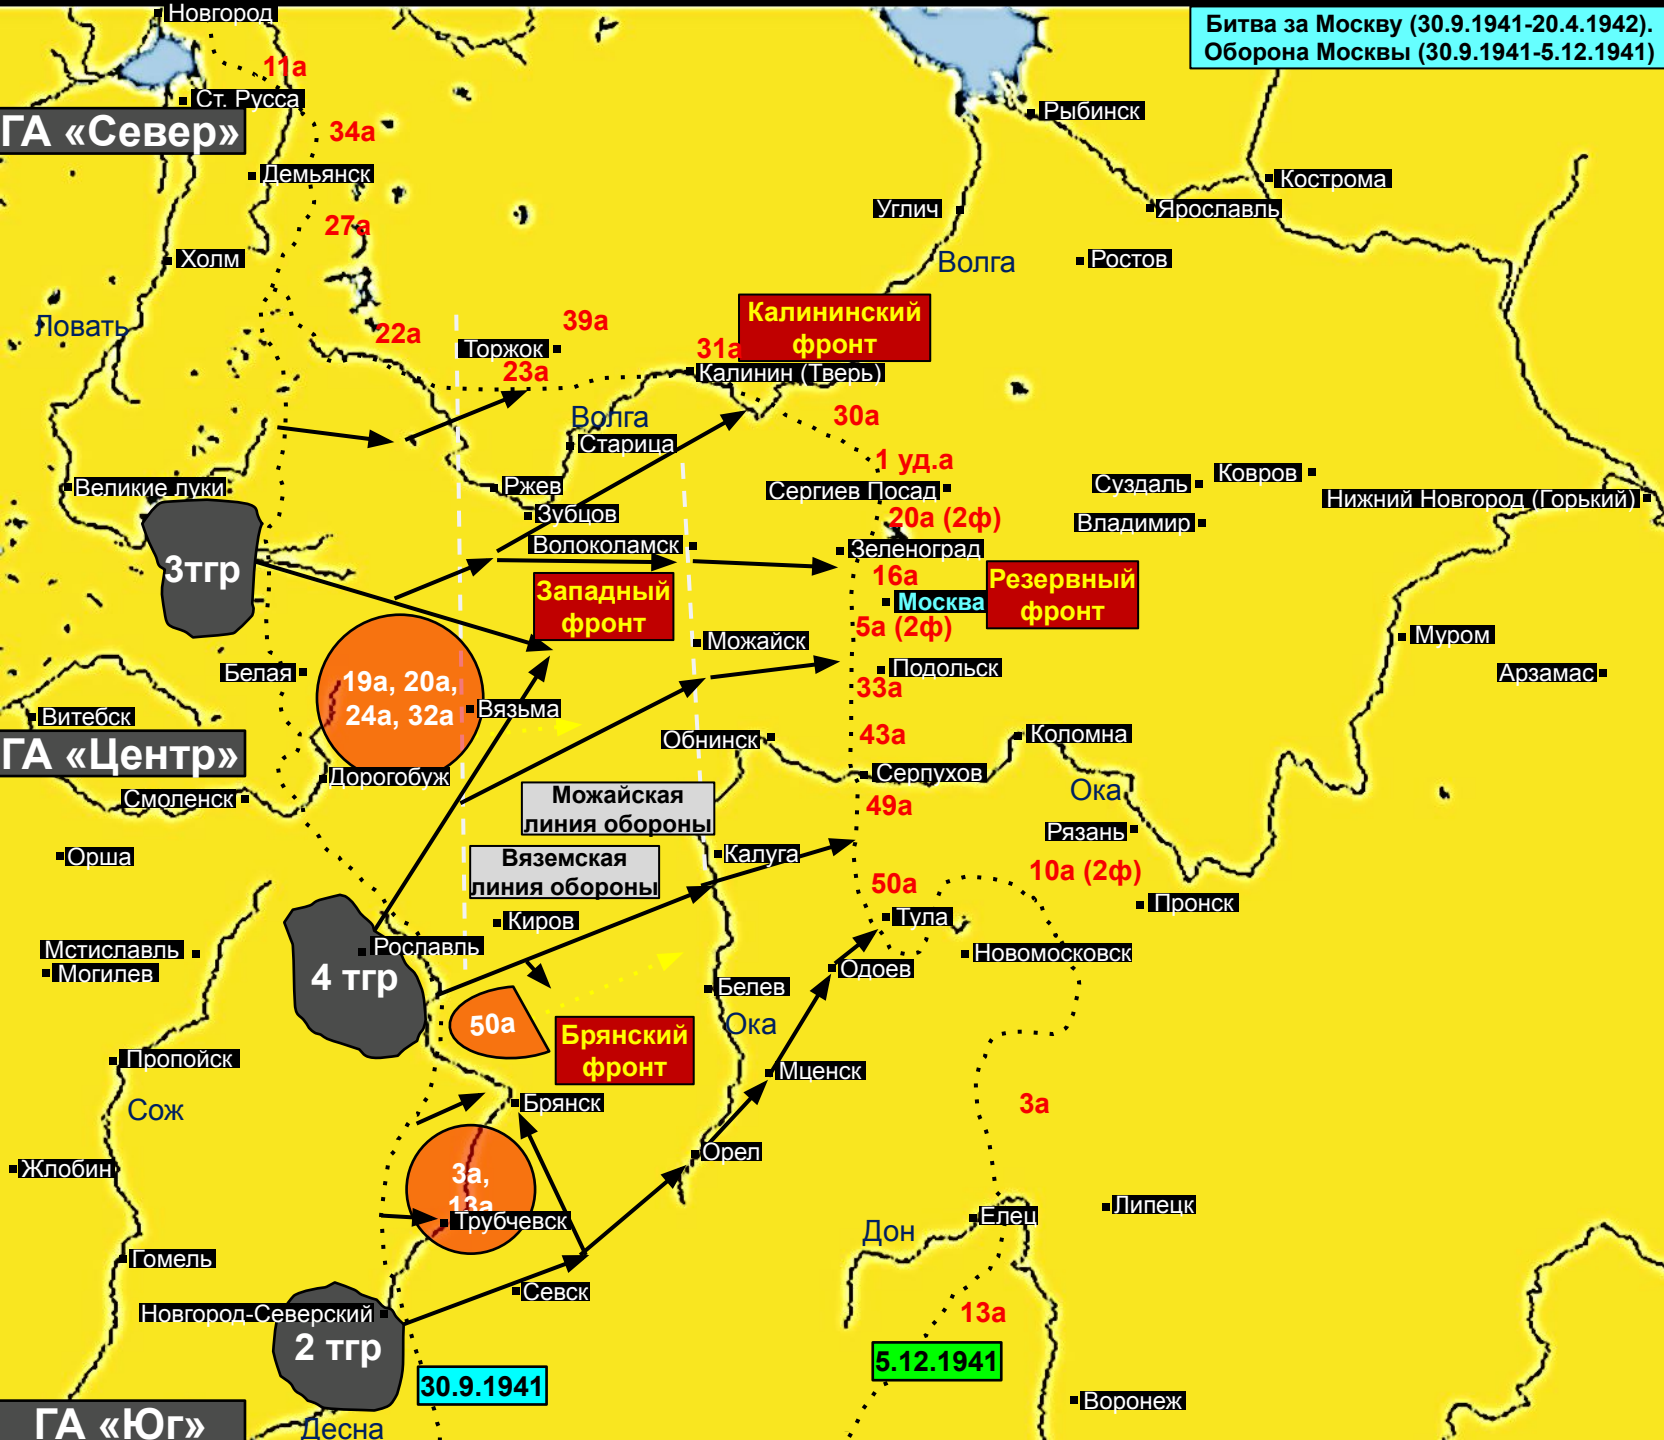 Новгород
Битва за Москву (30.9.1941-20.4.1942).
Оборона Москвы (30.9.1941-5.12.1941)
11а
Ст. Русса
Рыбинск
ГА «Север»
34а
Демьянск
Кострома
Углич
Ярославль
27а
Холм
Волга
Ростов
Ловать
22а
39а
Калининский
фронт
Торжок
31а
23а
Калинин (Тверь)
Волга
30а
Старица
1 уд.а
Великие луки
Ржев
Сергиев Посад
Суздаль
Ковров
Нижний Новгород (Горький)
Зубцов
20а (2ф)
Владимир
Волоколамск
Зеленоград
3тгр
Западный
фронт
16а
Резервный
фронт
Москва
5а (2ф)
Можайск
Муром
Белая
19а, 20а,
24а, 32а
Подольск
Арзамас
33а
Витебск
Вязьма
ГА «Центр»
Обнинск
43а
Коломна
Дорогобуж
Серпухов
Смоленск
Можайская
линия обороны
49а
Ока
Рязань
Орша
Вяземская
линия обороны
Калуга
10а (2ф)
50а
Киров
Тула
Пронск
Мстиславль
Рославль
Новомосковск
Могилев
4 тгр
Одоев
Белев
50а
Ока
Брянский
фронт
Пропойск
Мценск
Сож
Брянск
3а
Орел
Жлобин
3а,
13а
Трубчевск
Елец
Липецк
Дон
Гомель
Севск
Новгород-Северский
13а
2 тгр
5.12.1941
30.9.1941
Воронеж
ГА «Юг»
Десна